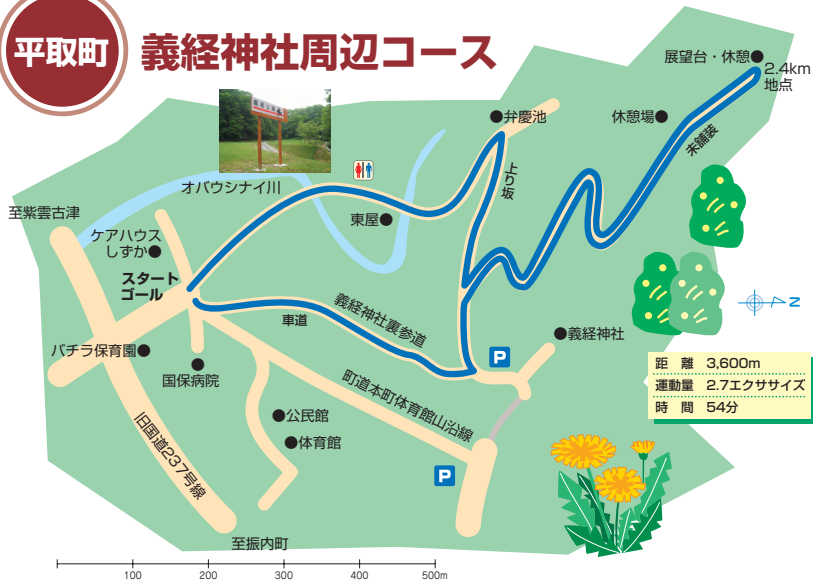 平取町
義経神社周辺コース
展望台・休憩
2.4km
地点
弁慶池
休憩場
未舗装
上り坂
オバウシナイ川
至紫雲古津
東屋
ケアハウス
しずか
スタート
ゴール
義経神社裏参道
車道
P
義経神社
N
バチラ保育園
国保病院
町道本町体育館山沿線
距離 3,600m
運動量 2.7エクササイズ
時間 54分
公民館
体育館
旧国道237号線
P
至振内町
100 200 300 400 500m